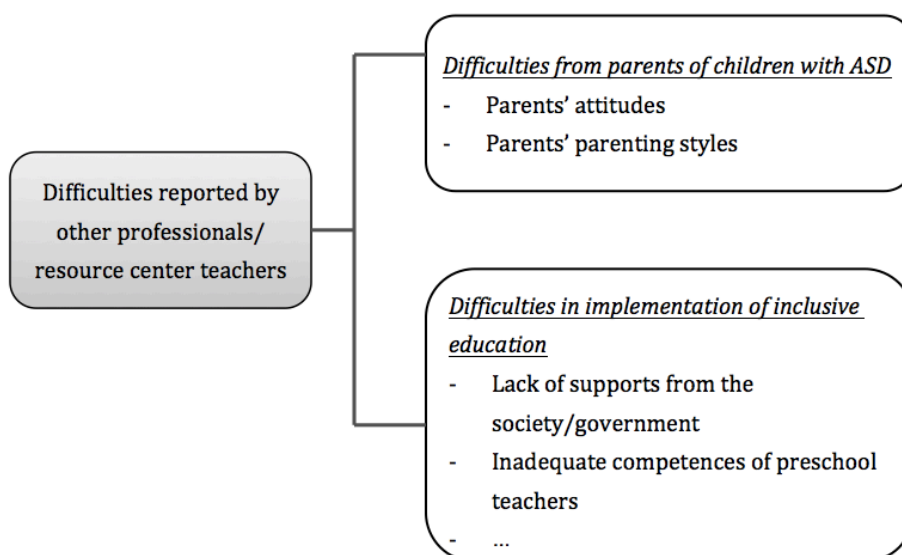 Difficulties from parents of children with ASD
- Parents' attitudes
- Parents' parenting styles
Difficulties reported by
other professionals/
resource center teachers
Difficulties in implementation of inclusive
education
- Lack of supports from the
society/government
- Inadequate competences of preschool
teachers
- ...